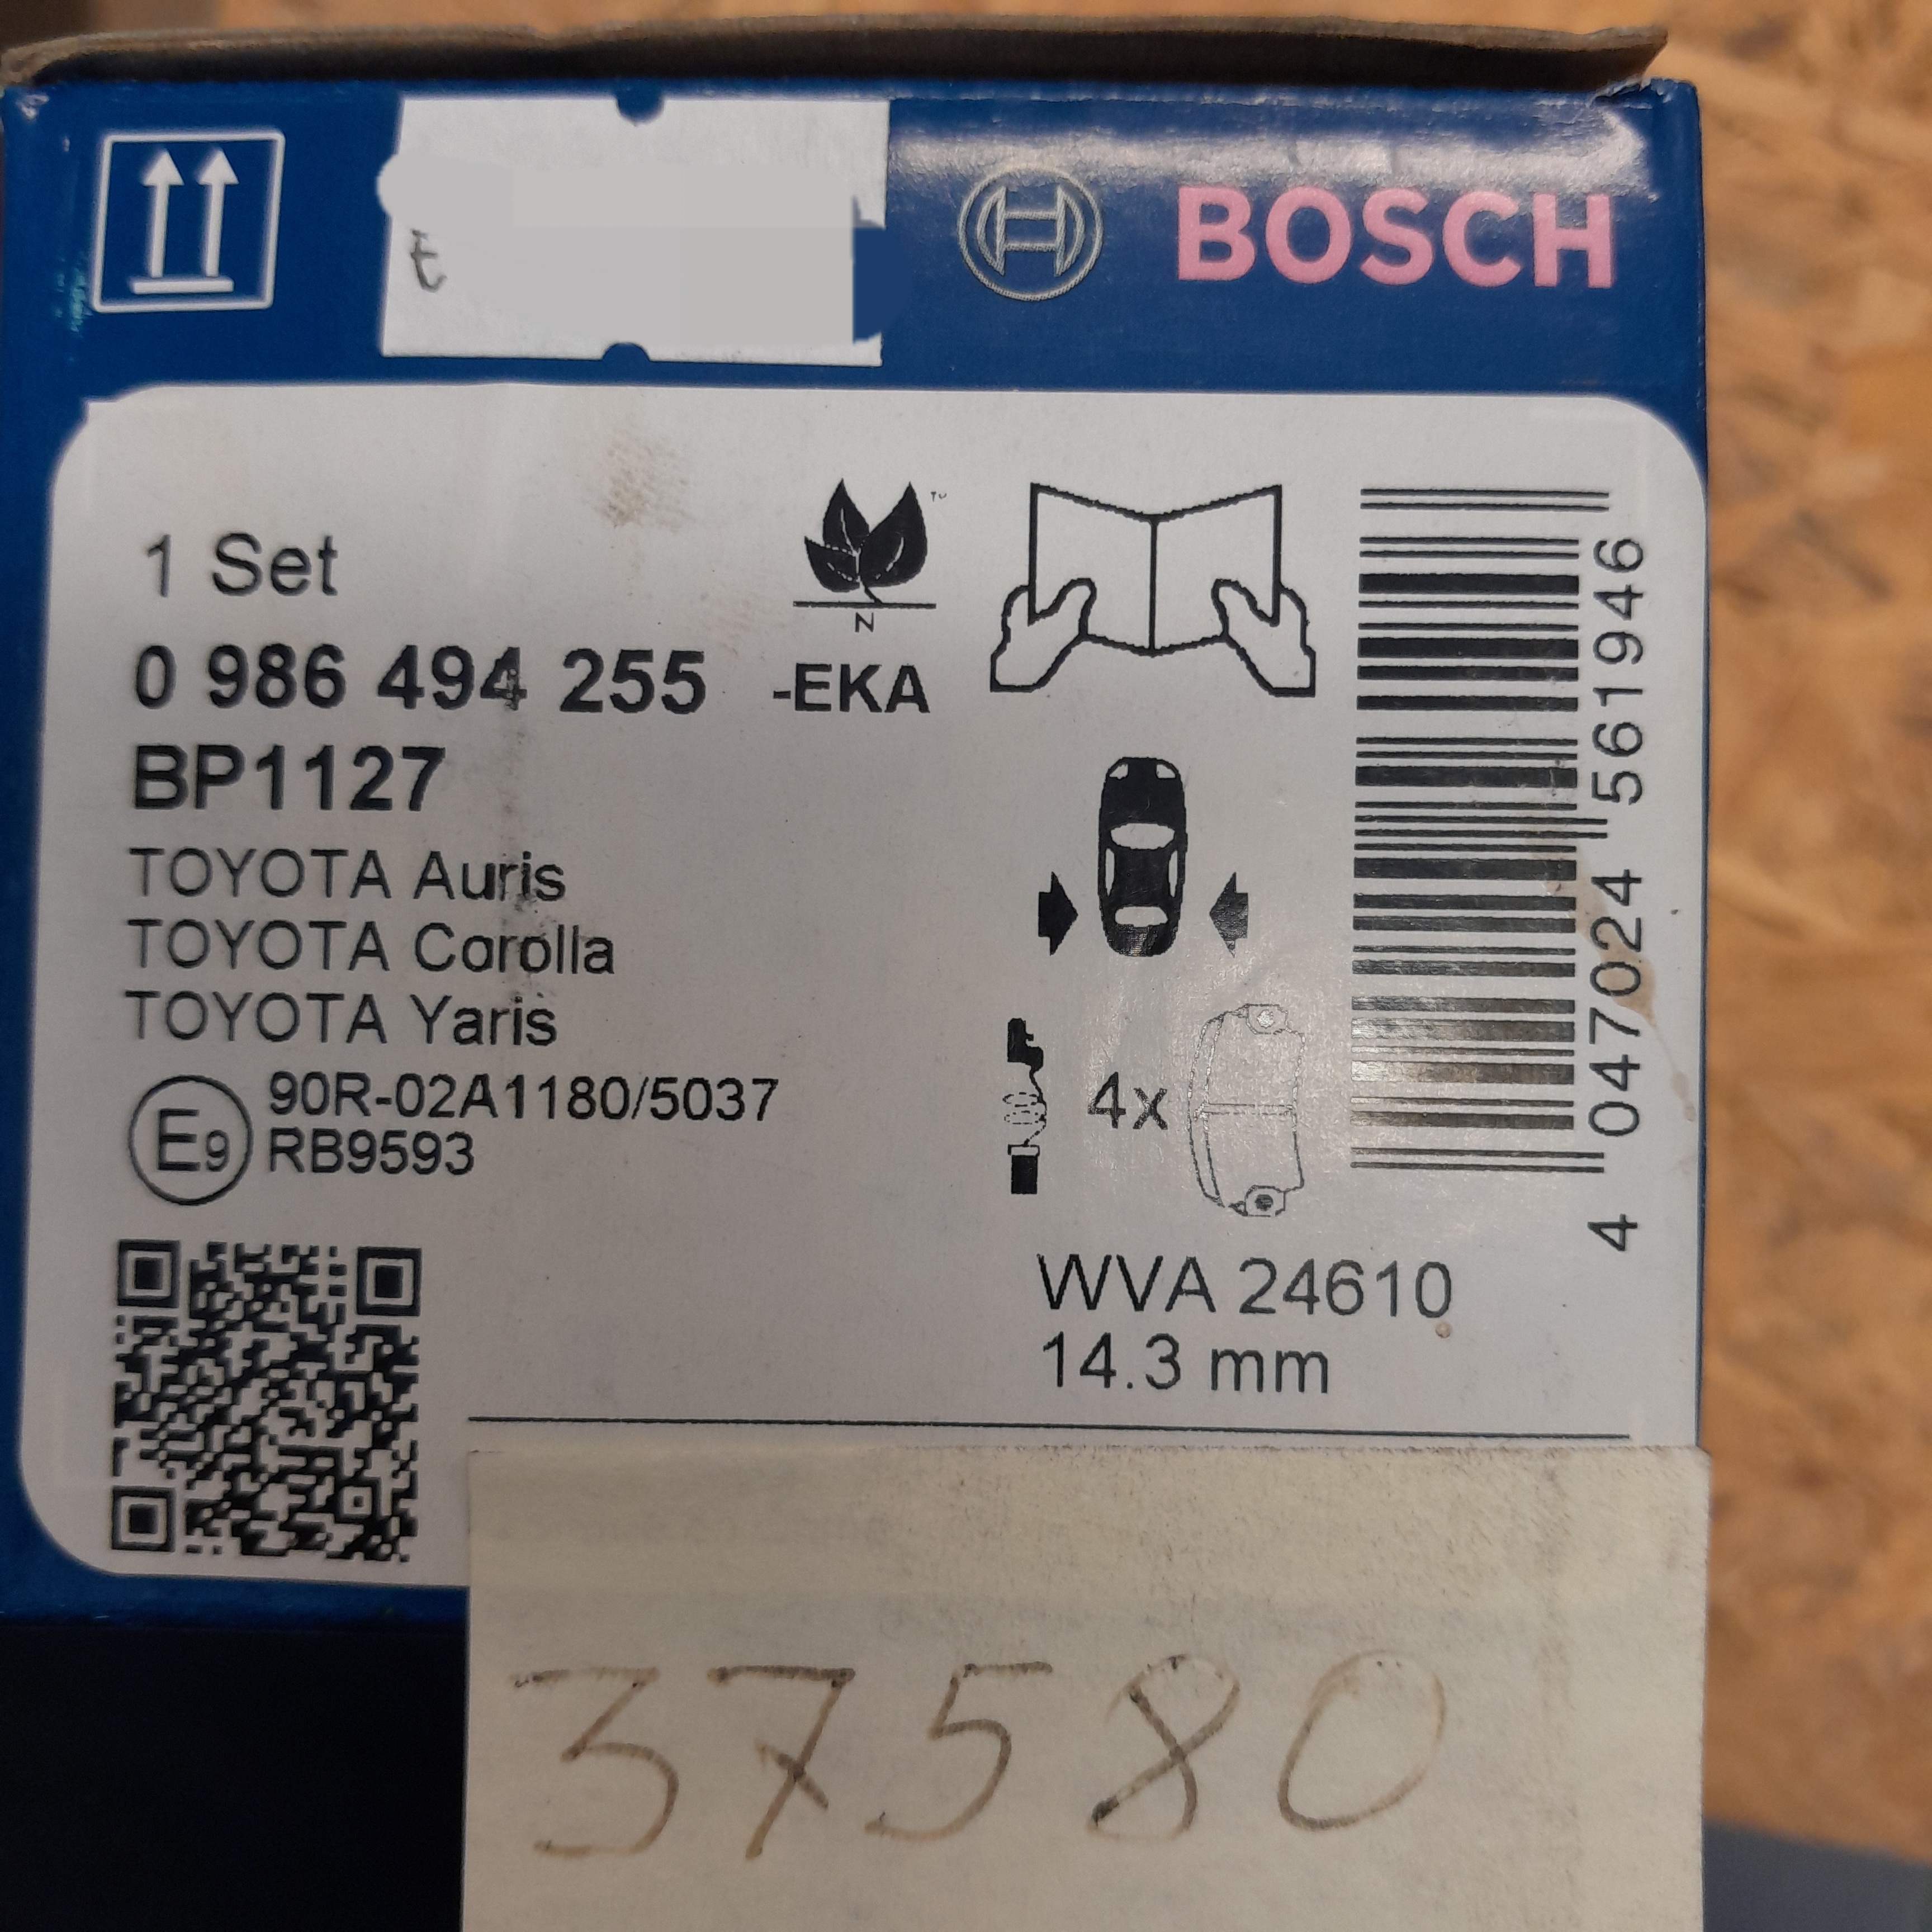 t
BOSCH
1 Set
TM
N
0 986 494 255 -EKA
BP1127
TOYOTA Auris
TOYOTA Corolla
TOYOTA Yaris
E9 90R-02A1180/5037
RB9593
4x
WVA 24610
14.3 mm
4 047024 561946
37580